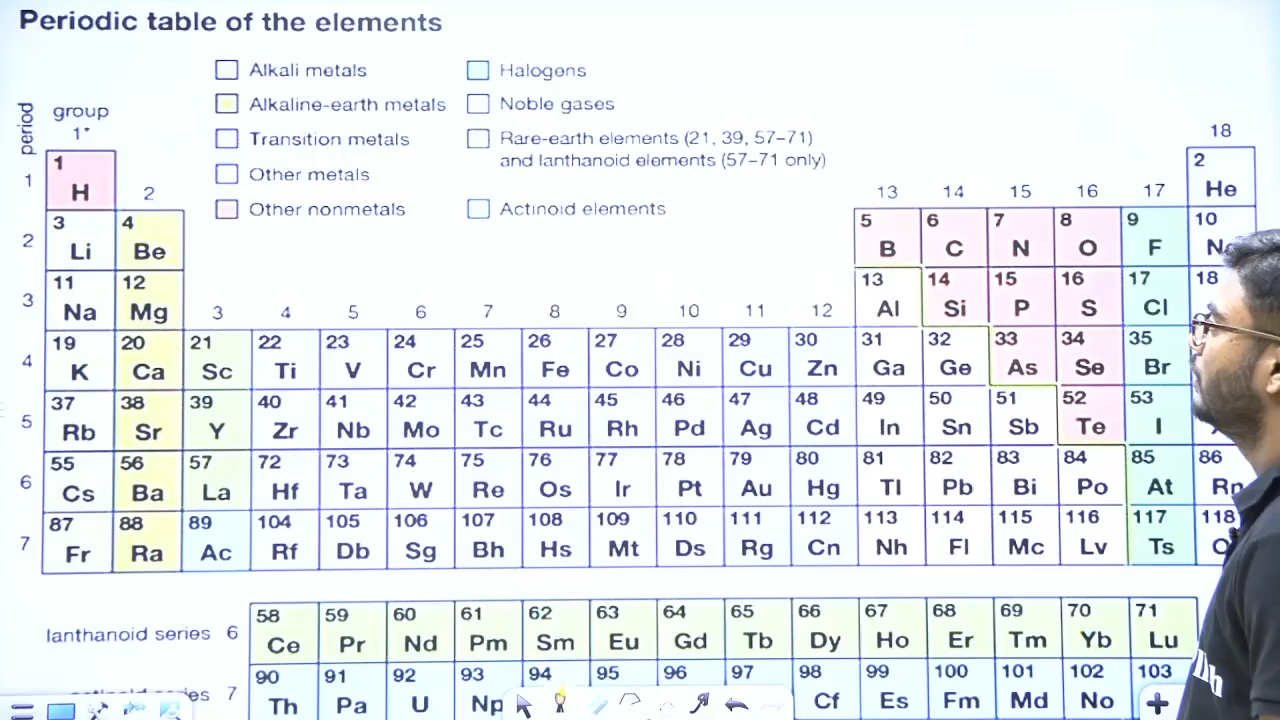 Periodic table of the elements
Alkali metals
Halogens
Alkaline-earth metals
Noble gases
Transition metals
Rare-earth elements (21, 39, 57–71)
and lanthanoid elements (57–71 only)
Other metals
Other nonmetals
Actinoid elements
period
group
1* 18
1 1 2
H 2 13 14 15 16 17 He
2 3 4 5 6 7 8 9 10
Li Be B C N O F
3 11 12 13 14 15 16 17 18
Na Mg 3 4 5 6 7 8 9 10 11 12 Al Si P S Cl
4 19 20 21 22 23 24 25 26 27 28 29 30 31 32 33 34 35
K Ca Sc Ti V Cr Mn Fe Co Ni Cu Zn Ga Ge As Se Br
5 37 38 39 40 41 42 43 44 45 46 47 48 49 50 51 52 53
Rb Sr Y Zr Nb Mo Tc Ru Rh Pd Ag Cd In Sn Sb Te I
6 55 56 57 72 73 74 75 76 77 78 79 80 81 82 83 84 85 86
Cs Ba La Hf Ta W Re Os Ir Pt Au Hg Tl Pb Bi Po At Rn
7 87 88 89 104 105 106 107 108 109 110 111 112 113 114 115 116 117 118
Fr Ra Ac Rf Db Sg Bh Hs Mt Ds Rg Cn Nh Fl Mc Lv Ts
lanthanoid series 6 58 59 60 61 62 63 64 65 66 67 68 69 70 71
Ce Pr Nd Pm Sm Eu Gd Tb Dy Ho Er Tm Yb Lu
7 90 91 92 93 94 95 96 97 98 99 100 101 102 103
Th Pa U Np Cf Es Fm Md No